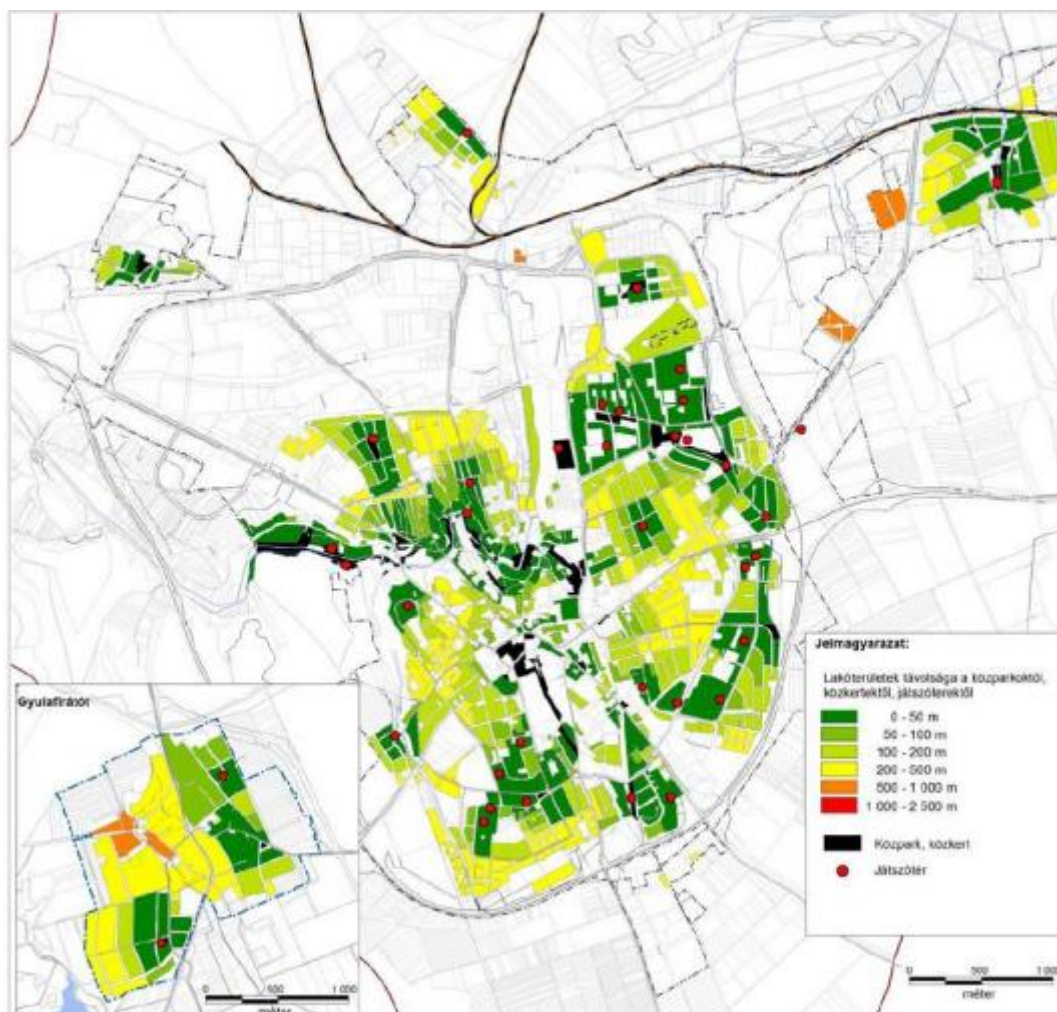 Jelmagyarázat:
Lakóterületek távolsága a közparkoktól,
közkertektől, játszóterektől
0 - 50 m
50 - 100 m
100 - 200 m
200 - 500 m
500 - 1 000 m
1 000 - 2 500 m
Közpark, közkert
Játszótér
0 500 1 00
méter
Gyulafirátót
0 500 1 000
méter